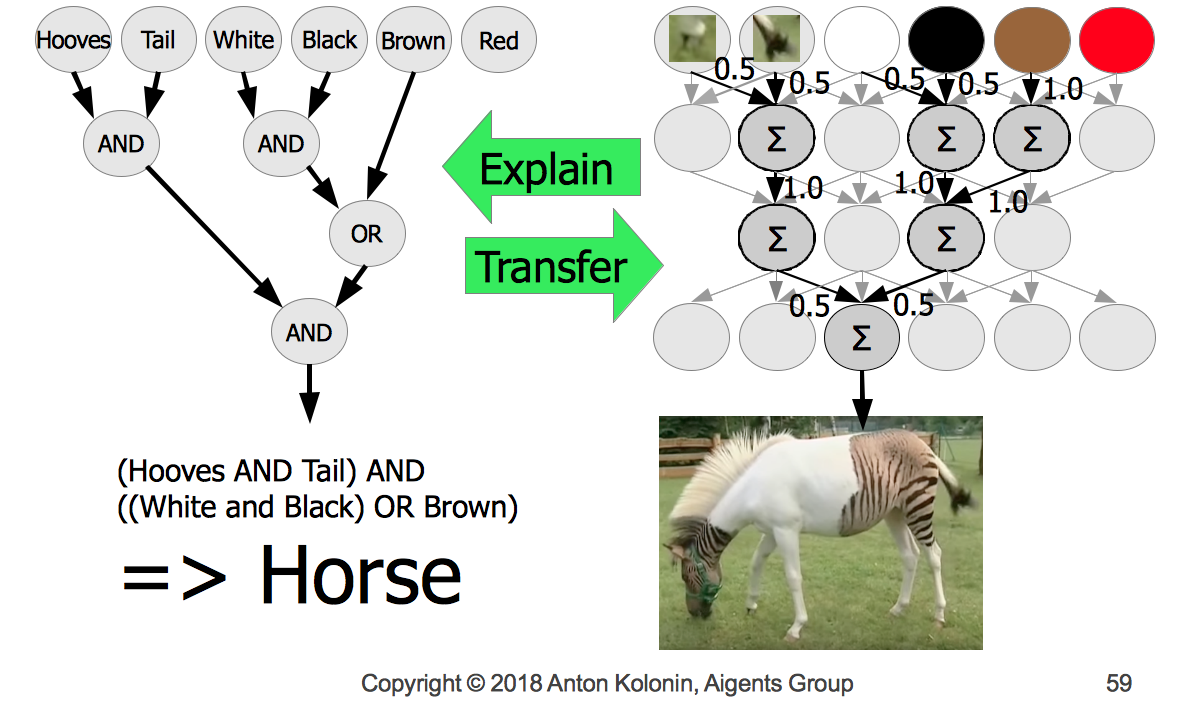 Hooves Tail White Black Brown Red
AND AND
OR
AND
(Hooves AND Tail) AND
((White and Black) OR Brown)
=> Horse
Explain
Transfer
0.5 0.5 0.5 0.5 1.0
Σ Σ Σ
1.0 1.0 1.0
Σ Σ
0.5 0.5
Σ
Copyright © 2018 Anton Kolonin, Aigents Group 59